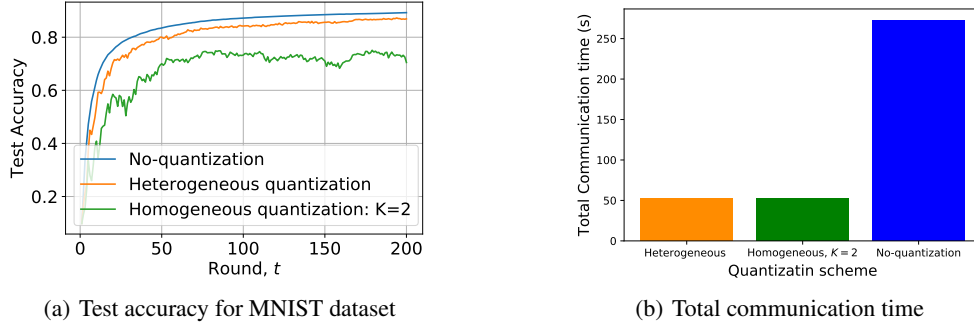 0.8
0.6
0.4
0.2
Test Accuracy
No-quantization
Heterogeneous quantization
Homogeneous quantization: K=2
0 50 100 150 200
Round, t
(a) Test accuracy for MNIST dataset
250
200
150
100
50
0
Total Communication time (s)
Heterogeneous Homogeneous, K = 2 No-quantization
Quantizatin scheme
(b) Total communication time